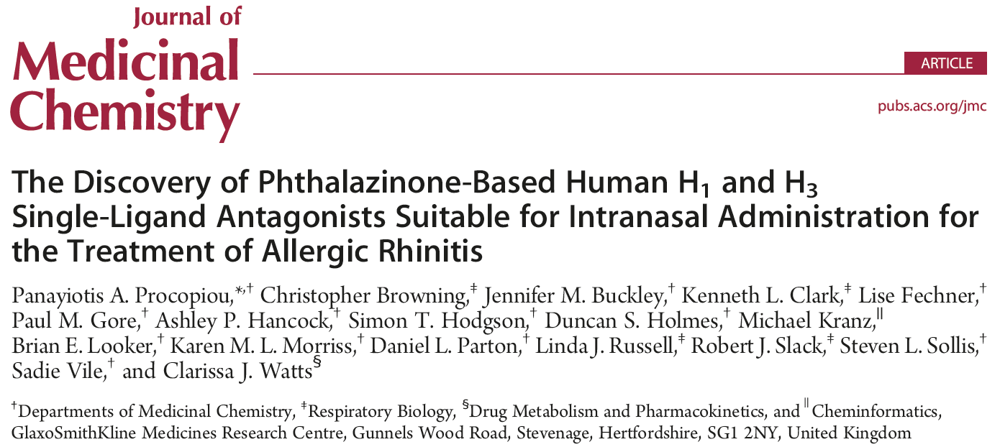 Journal of
Medicinal
Chemistry
ARTICLE
pubs.acs.org/jmc
The Discovery of Phthalazinone-Based Human H₁ and H₃
Single-Ligand Antagonists Suitable for Intranasal Administration for
the Treatment of Allergic Rhinitis
Panayiotis A. Procopiou,*,† Christopher Browning,‡ Jennifer M. Buckley,† Kenneth L. Clark,‡ Lise Fechner,†
Paul M. Gore,† Ashley P. Hancock,† Simon T. Hodgson,† Duncan S. Holmes,† Michael Kranz,∥
Brian E. Looker,† Karen M. L. Morriss,† Daniel L. Parton,† Linda J. Russell,‡ Robert J. Slack,‡ Steven L. Sollis,†
Sadie Vile,† and Clarissa J. Watts§
†Departments of Medicinal Chemistry, ‡Respiratory Biology, §Drug Metabolism and Pharmacokinetics, and ∥Cheminformatics,
GlaxoSmithKline Medicines Research Centre, Gunnels Wood Road, Stevenage, Hertfordshire, SG1 2NY, United Kingdom